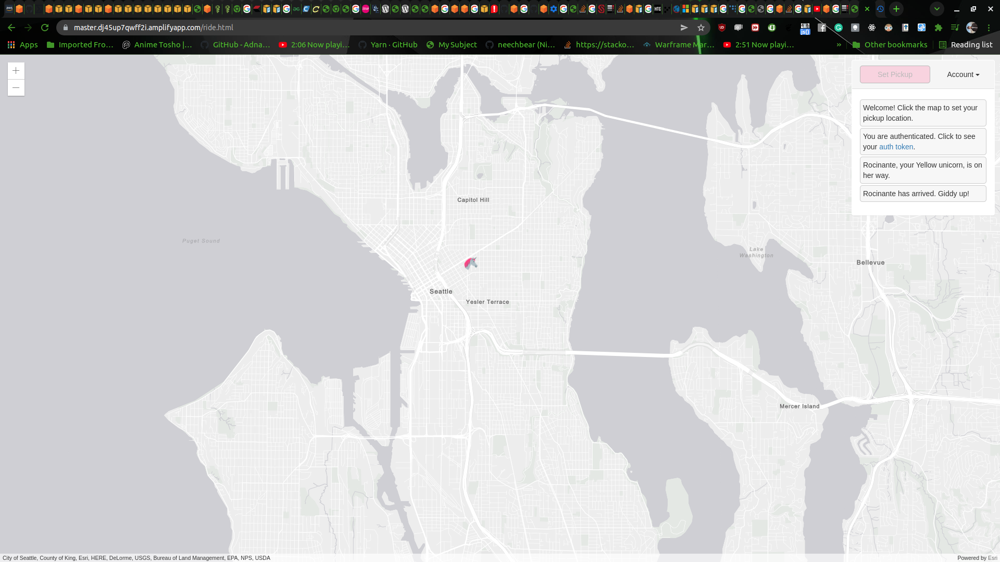 master.dj45up7qwff2i.amplifyapp.com/ride.html
Apps
Imported Fro...
Anime Tosho |...
GitHub - Adna...
2:06 Now playi...
Yarn · GitHub
My Subject
neechbear (Ni...
https://stacko...
Warframe Mar...
2:51 Now playi...
»
Other bookmarks
Reading list
Set Pickup
Account
Welcome! Click the map to set your
pickup location.
You are authenticated. Click to see
your auth token.
Rocinante, your Yellow unicorn, is on
her way.
Rocinante has arrived. Giddy up!
Capitol Hill
Puget Sound
Lake
Washington
Bellevue
Seattle
Yesler Terrace
Mercer Island
City of Seattle, County of King, Esri, HERE, DeLorme, USGS, Bureau of Land Management, EPA, NPS, USDA
Powered by Esri